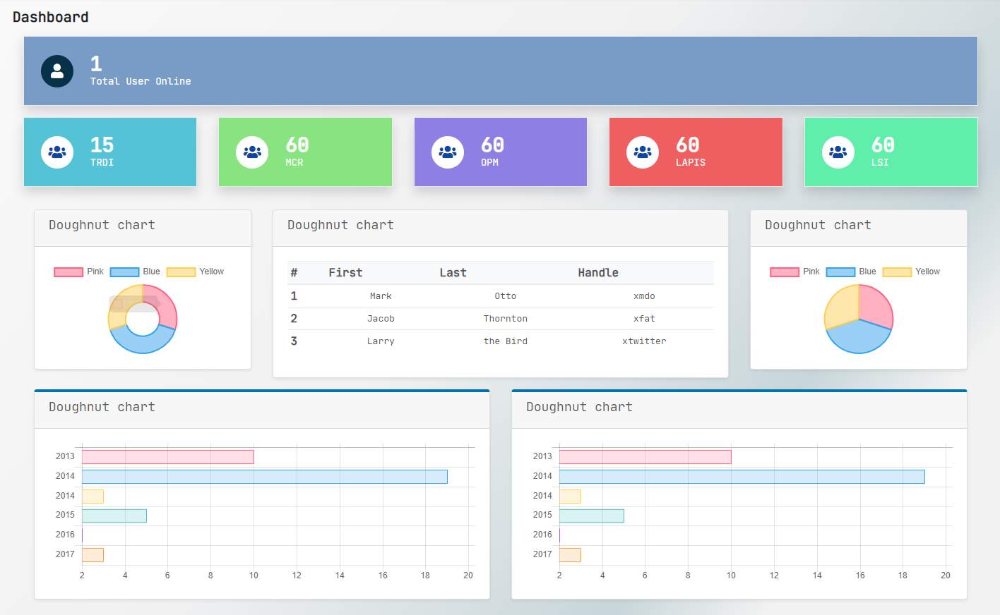 Dashboard
1
Total User Online
15
TRDI
60
MCR
60
OPM
60
LAPIS
60
LSI
Doughnut chart
Pink Blue Yellow
Doughnut chart
# First Last Handle
1 Mark Otto xmdo
2 Jacob Thornton xfat
3 Larry the Bird xtwitter
Doughnut chart
Pink Blue Yellow
Doughnut chart
2013
2014
2014
2015
2016
2017
2 4 6 8 10 12 14 16 18 20
Doughnut chart
2013
2014
2014
2015
2016
2017
2 4 6 8 10 12 14 16 18 20